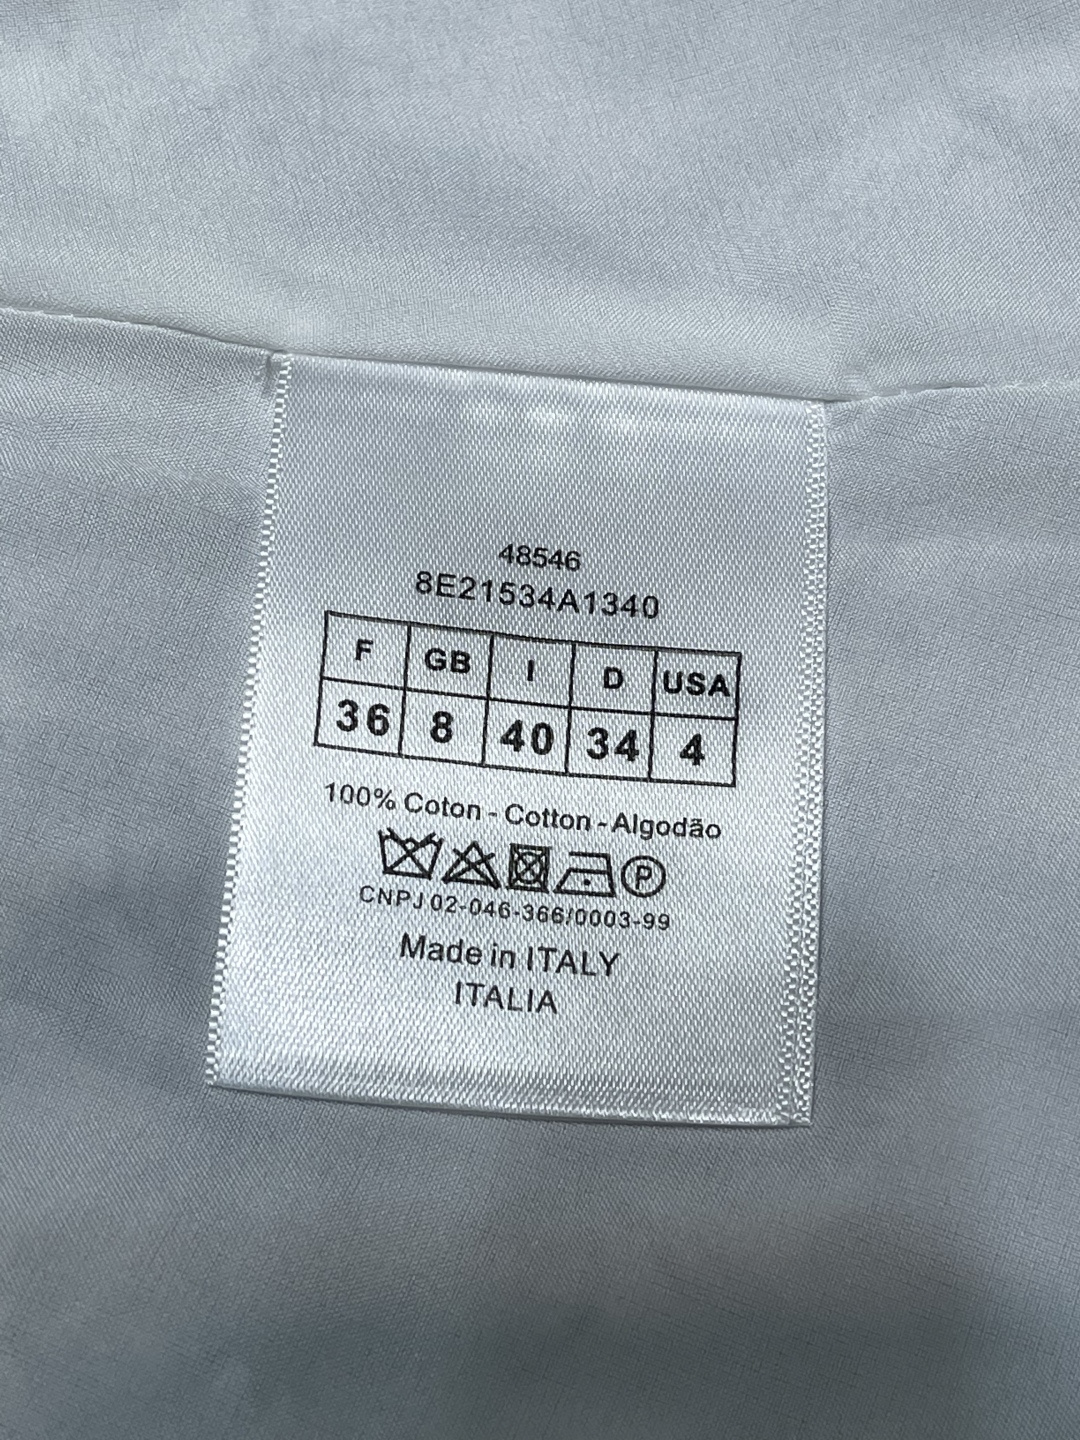 48546
8E21534A1340
F GB I D USA
36 8 40 34 4
100% Coton - Cotton - Algodão
P
CNPJ 02-046-366/0003-99
Made in ITALY
ITALIA